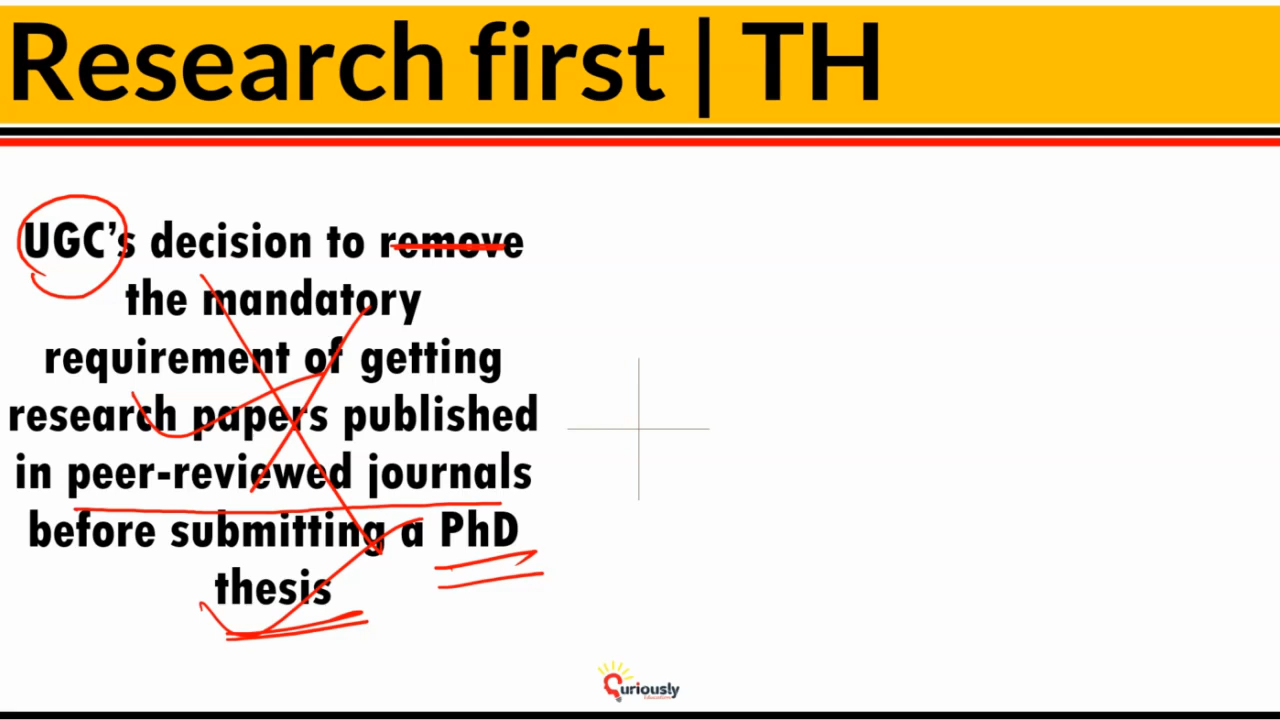 Research first | TH
UGC's decision to remove
the mandatory
requirement of getting
research papers published
in peer-reviewed journals
before submitting a PhD
thesis
Curiously